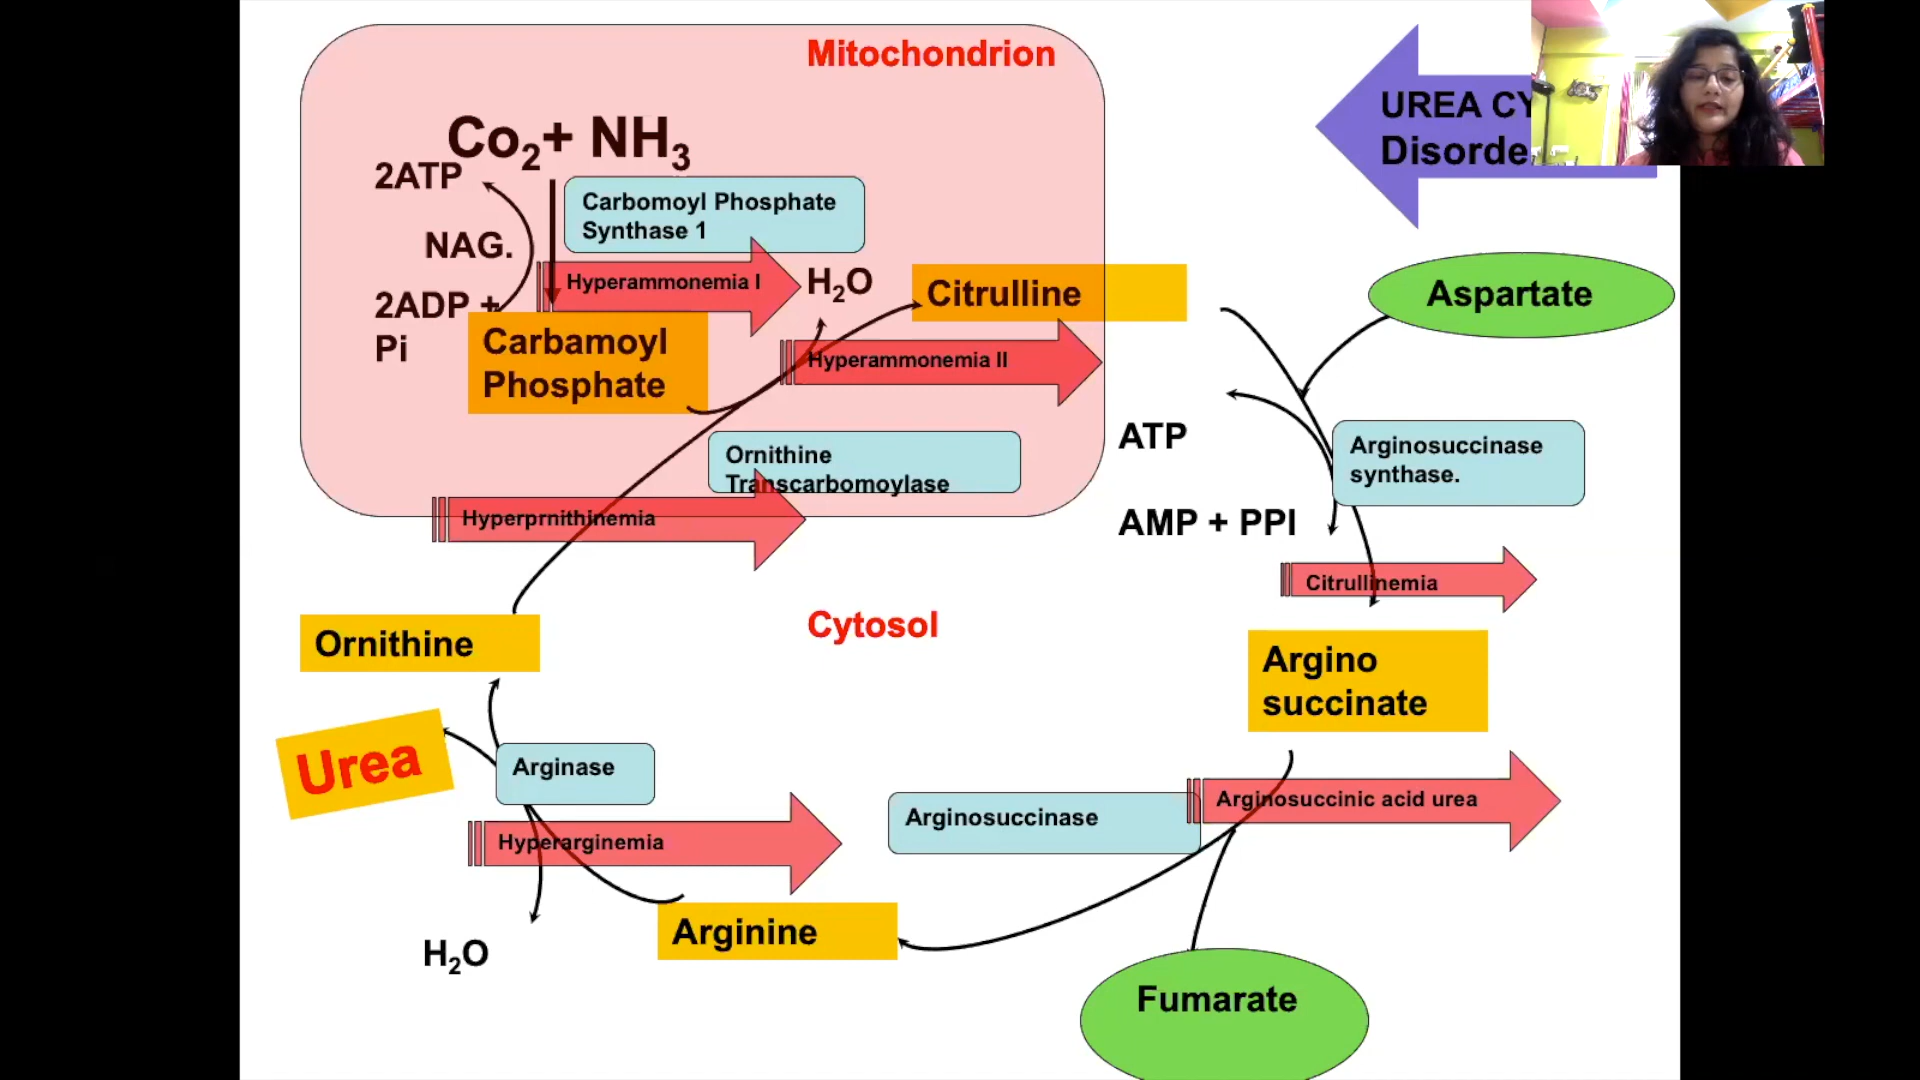 Mitochondrion
Co2+ NH3
2ATP
NAG.
2ADP +
Pi
Carbomoyl Phosphate
Synthase 1
Hyperammonemia I
H2O
Carbamoyl
Phosphate
Citrulline
Hyperammonemia II
Ornithine
Transcarbomoylase
Hyperprnithinemia
UREA CY
Disorde
Aspartate
ATP
AMP + PPI
Arginosuccinase
synthase.
Citrullinemia
Cytosol
Ornithine
Argino
succinate
Urea
Arginase
Hyperarginemia
H2O
Arginine
Arginosuccinase
Arginosuccinic acid urea
Fumarate